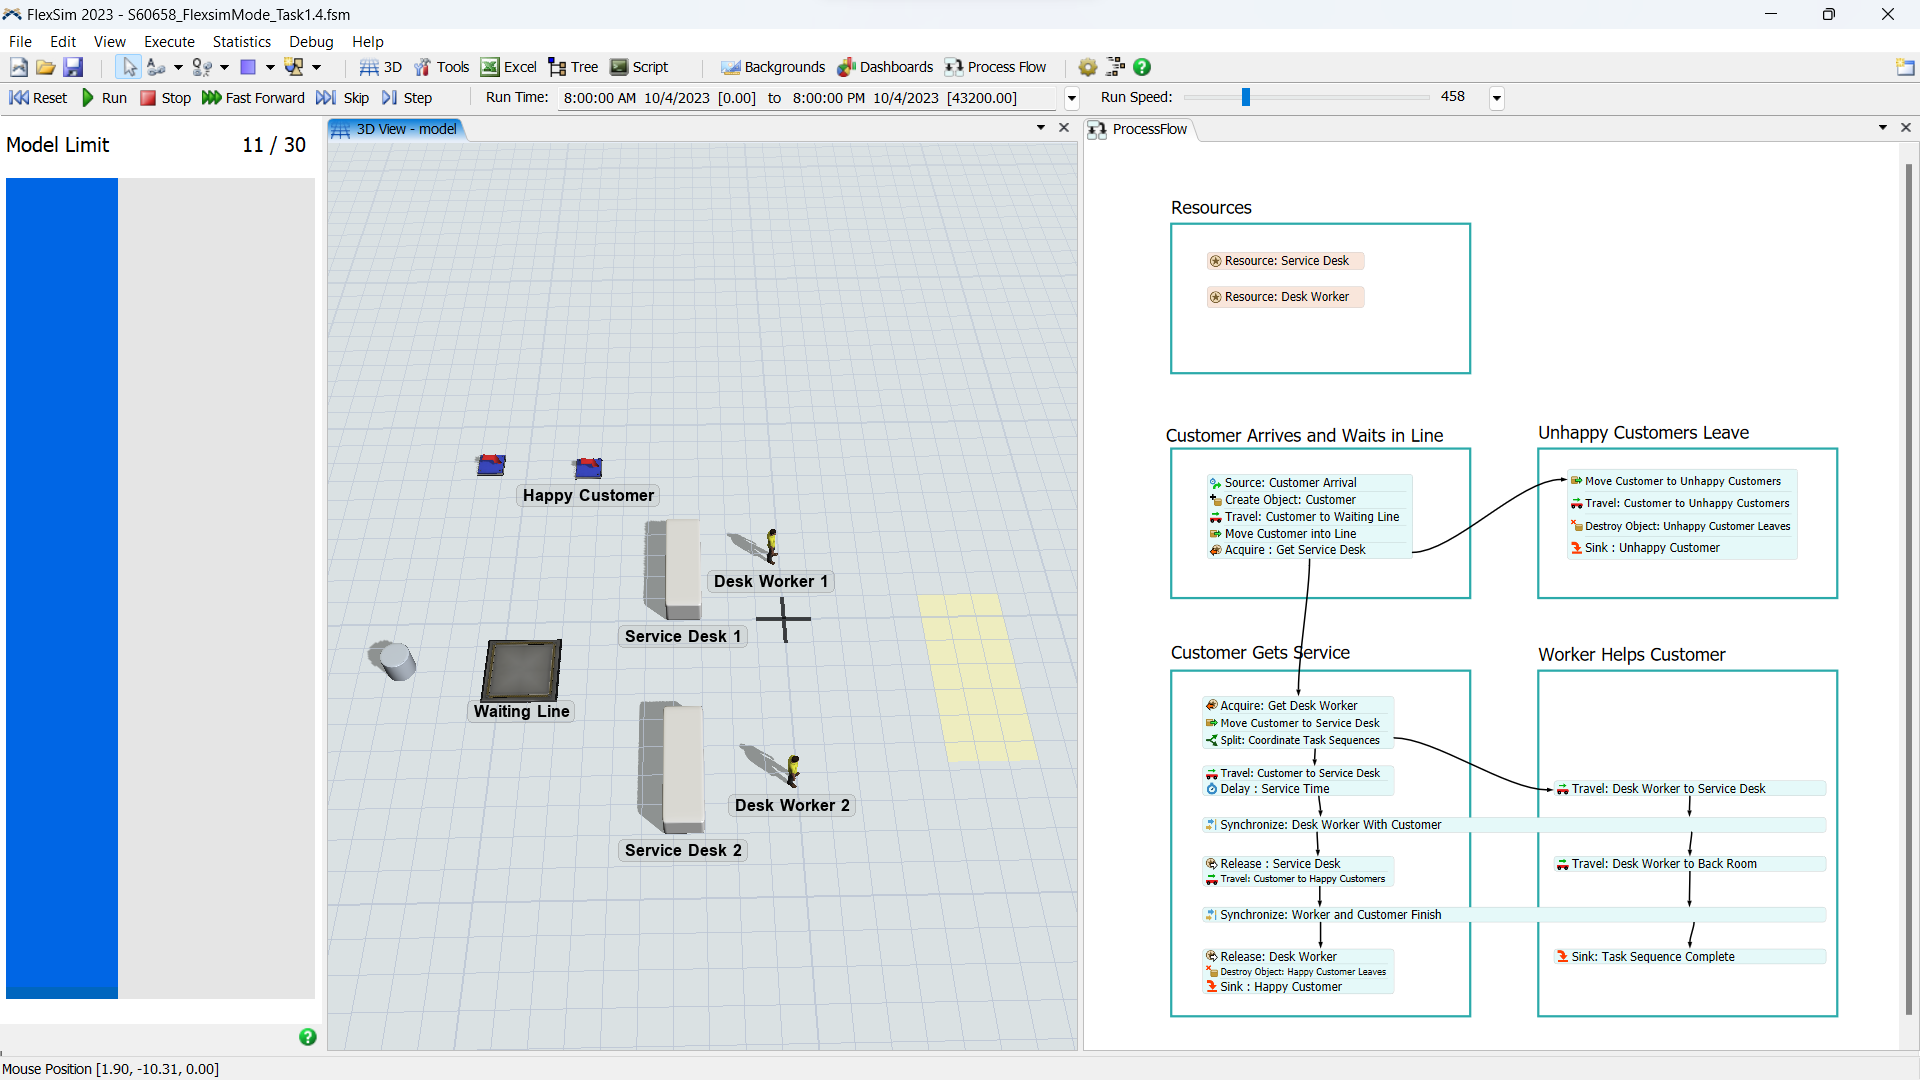 FlexSim 2023 - S60658_FlexsimMode_Task1.4.fsm
File Edit View Execute Statistics Debug Help
3D Tools Excel Tree Script Backgrounds Dashboards Process Flow
Reset Run Stop Fast Forward Skip Step Run Time: 8:00:00 AM 10/4/2023 [0.00] to 8:00:00 PM 10/4/2023 [43200.00] Run Speed: 458
Model Limit 11 / 30
3D View - model
Happy Customer
Desk Worker 1
Service Desk 1
Waiting Line
Desk Worker 2
Service Desk 2
ProcessFlow
Resources
Resource: Service Desk
Resource: Desk Worker
Customer Arrives and Waits in Line
Source: Customer Arrival
Create Object: Customer
Travel: Customer to Waiting Line
Move Customer into Line
Acquire : Get Service Desk
Unhappy Customers Leave
Move Customer to Unhappy Customers
Travel: Customer to Unhappy Customers
Destroy Object: Unhappy Customer Leaves
Sink : Unhappy Customer
Customer Gets Service
Acquire: Get Desk Worker
Move Customer to Service Desk
Split: Coordinate Task Sequences
Travel: Customer to Service Desk
Delay : Service Time
Synchronize: Desk Worker With Customer
Release : Service Desk
Travel: Customer to Happy Customers
Synchronize: Worker and Customer Finish
Release: Desk Worker
Destroy Object: Happy Customer Leaves
Sink : Happy Customer
Worker Helps Customer
Travel: Desk Worker to Service Desk
Travel: Desk Worker to Back Room
Sink: Task Sequence Complete
Mouse Position [1.90, -10.31, 0.00]